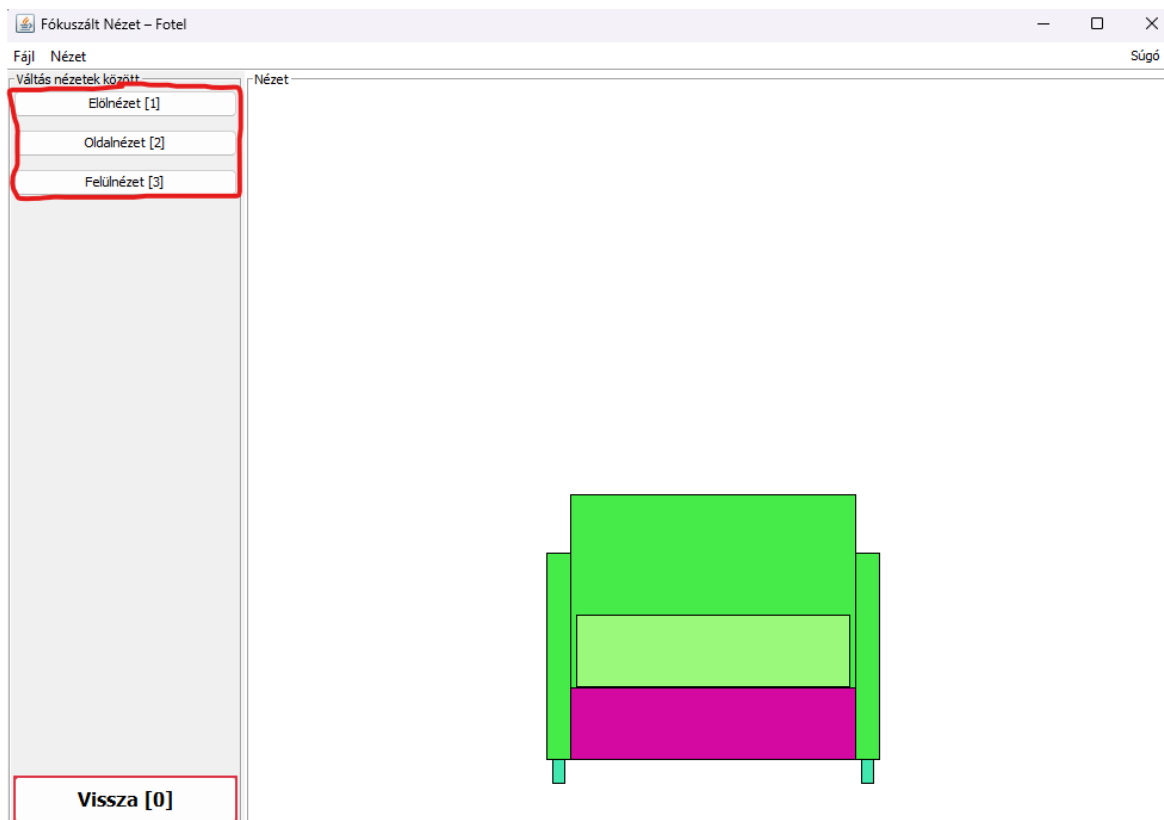 Fókuszált Nézet – Fotel
Fájl Nézet Súgó
Váltás nézetek között
Nézet
Elölnézet [1]
Oldalnézet [2]
Felülnézet [3]
Vissza [0]